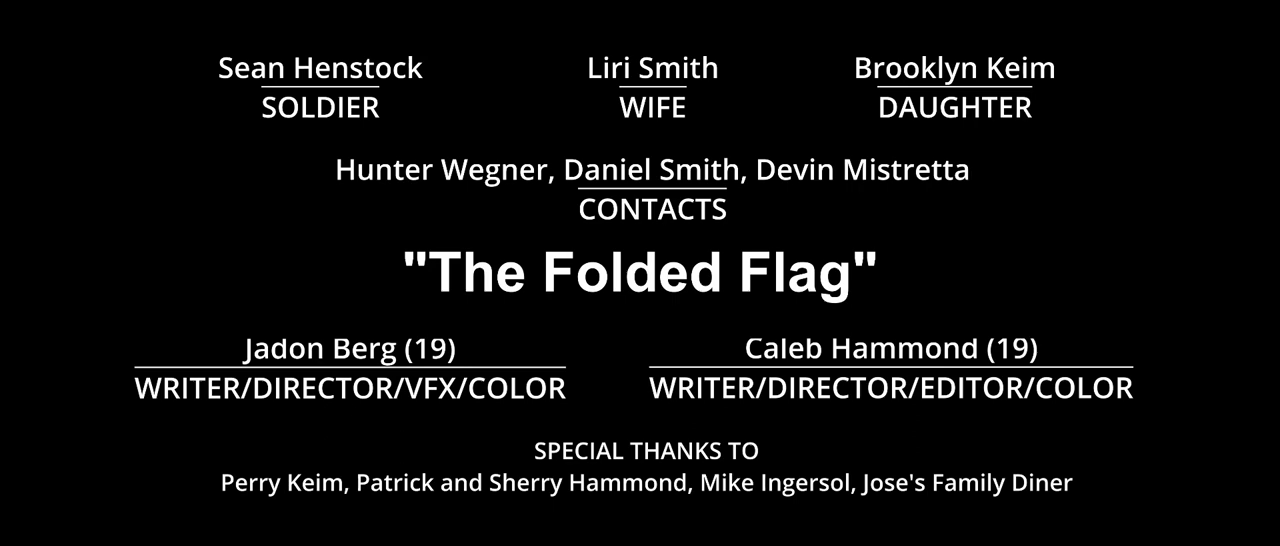 Sean Henstock Liri Smith Brooklyn Keim
SOLDIER WIFE DAUGHTER
Hunter Wegner, Daniel Smith, Devin Mistretta
CONTACTS
"The Folded Flag"
Jadon Berg (19) Caleb Hammond (19)
WRITER/DIRECTOR/VFX/COLOR WRITER/DIRECTOR/EDITOR/COLOR
SPECIAL THANKS TO
Perry Keim, Patrick and Sherry Hammond, Mike Ingersol, Jose's Family Diner